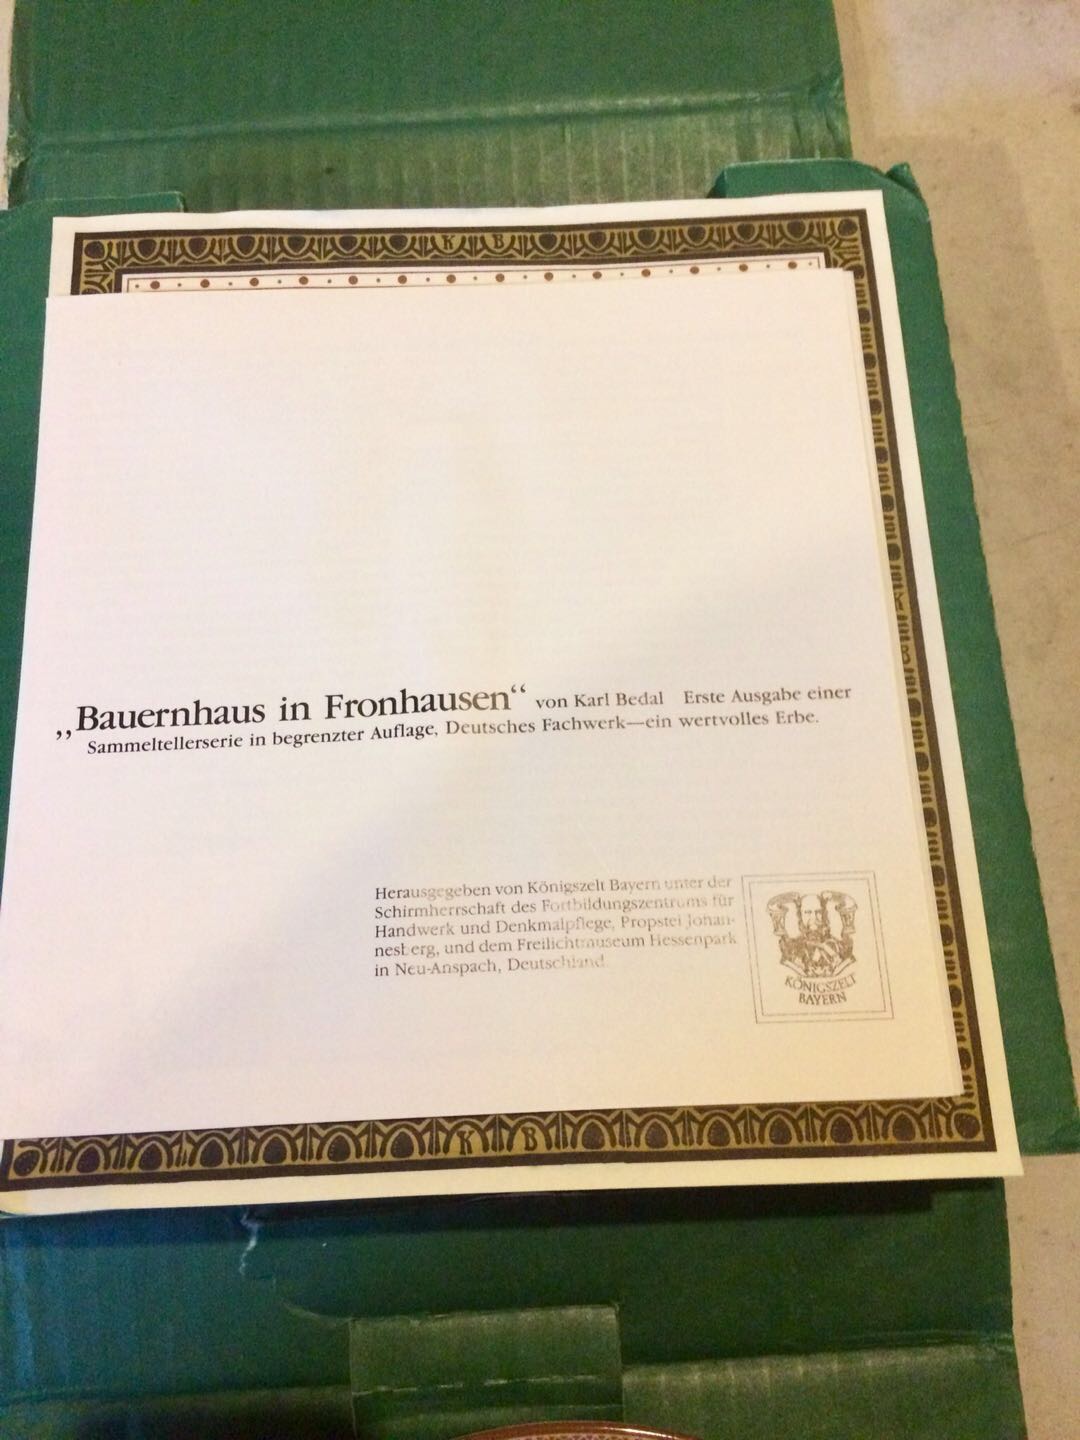 K B
„Bauernhaus in Fronhausen“ von Karl Bedal Erste Ausgabe einer
Sammeltellerserie in begrenzter Auflage, Deutsches Fachwerk—ein wertvolles Erbe.
Herausgegeben von Königszelt Bayern unter der
Schirmherrschaft des Fortbildungszentrums für
Handwerk und Denkmalpflege, Propstei Johan-
nesberg, und dem Freilichtmuseum Hessenpark
in Neu-Anspach, Deutschland.
KÖNIGSZELT
BAYERN
K B
K B